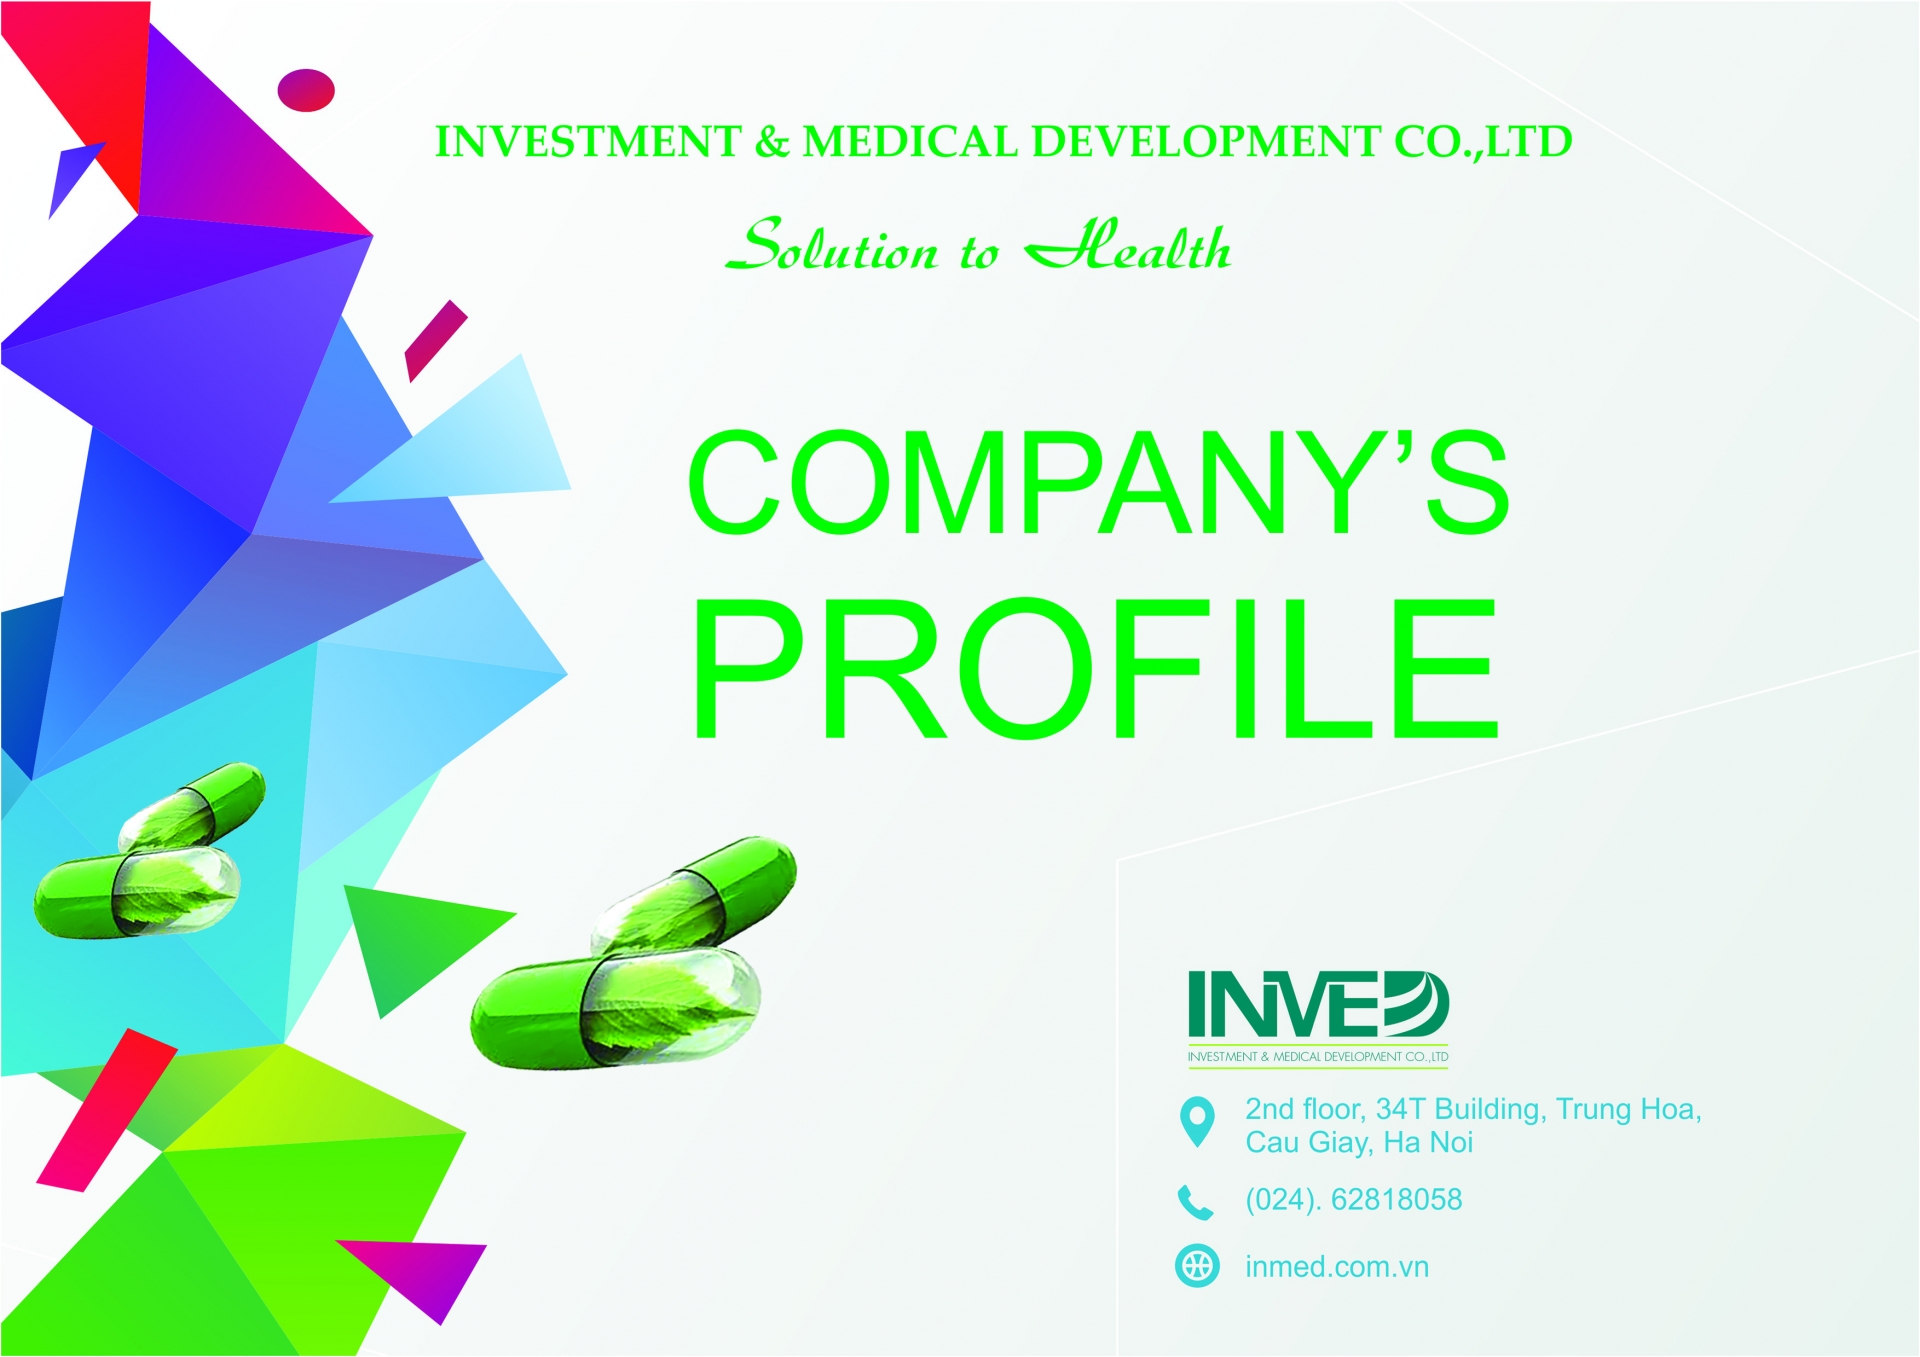 INVESTMENT & MEDICAL DEVELOPMENT CO.,LTD
Solution to Health
COMPANY’S
PROFILE
INVED
INVESTMENT & MEDICAL DEVELOPMENT CO.,LTD
2nd floor, 34T Building, Trung Hoa,
Cau Giay, Ha Noi
(024). 62818058
inmed.com.vn